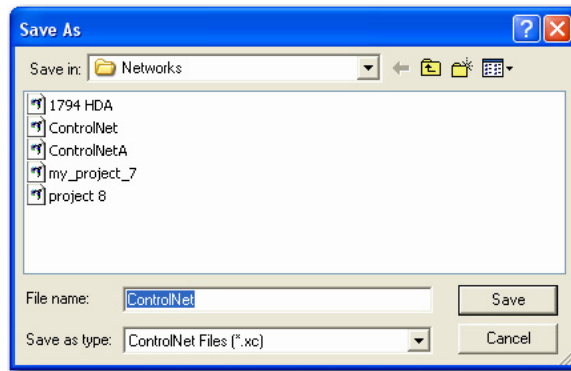 Save As
Save in: Networks
1794 HDA
ControlNet
ControlNetA
my_project_7
project 8
File name: ControlNet Save
Save as type: ControlNet Files (*.xc) Cancel